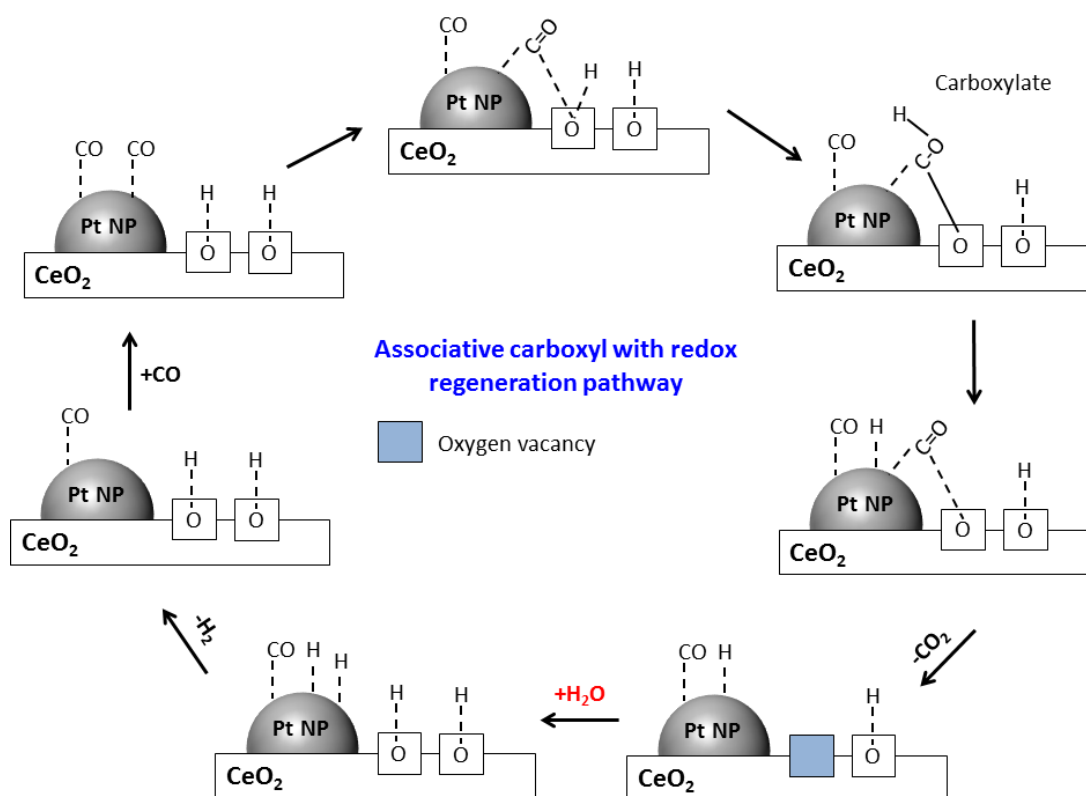 CO
C=O
H
H
Pt NP
O
O
CeO₂
Carboxylate
CO
CO
H
H
Pt NP
O
O
CeO₂
H
CO
C-O
H
Pt NP
O
O
CeO₂
Associative carboxyl with redox
regeneration pathway
Oxygen vacancy
+CO
CO
H
H
Pt NP
O
O
CeO₂
CO
H
C=O
H
Pt NP
O
O
CeO₂
-H₂
-CO₂
CO
H
H
H
H
Pt NP
O
O
CeO₂
+H₂O
CO
H
H
Pt NP
O
CeO₂